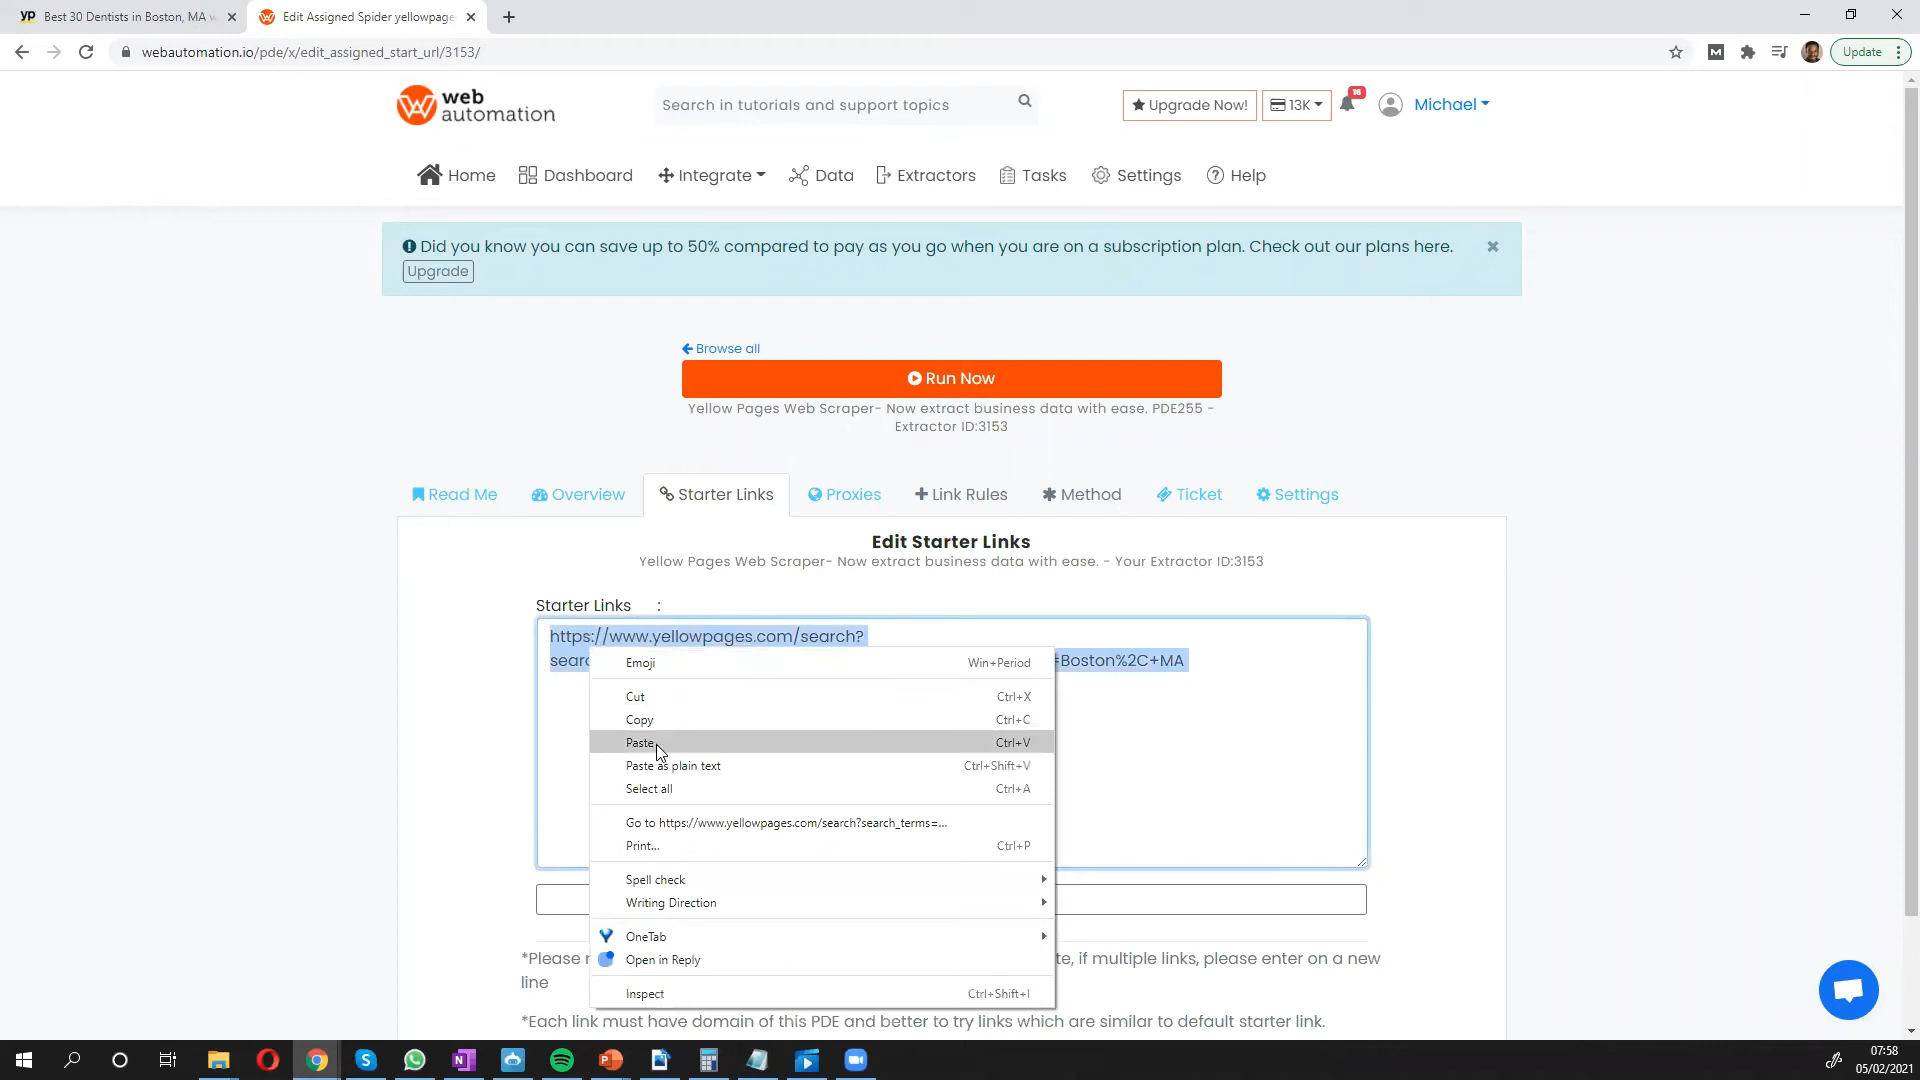 yp Best 30 Dentists in Boston, MA w
Edit Assigned Spider yellowpage
webautomation.io/pde/x/edit_assigned_start_url/3153/
Update
web
automation
Search in tutorials and support topics
Upgrade Now!
13K
18
Michael
Home
Dashboard
Integrate
Data
Extractors
Tasks
Settings
Help
Did you know you can save up to 50% compared to pay as you go when you are on a subscription plan. Check out our plans here.
Upgrade
Browse all
Run Now
Yellow Pages Web Scraper- Now extract business data with ease. PDE255 -
Extractor ID:3153
Read Me
Overview
Starter Links
Proxies
Link Rules
Method
Ticket
Settings
Edit Starter Links
Yellow Pages Web Scraper- Now extract business data with ease. - Your Extractor ID:3153
Starter Links :
https://www.yellowpages.com/search?
searc =Boston%2C+MA
Emoji Win+Period
Cut Ctrl+X
Copy Ctrl+C
Paste Ctrl+V
Paste as plain text Ctrl+Shift+V
Select all Ctrl+A
Go to https://www.yellowpages.com/search?search_terms=...
Print... Ctrl+P
Spell check
Writing Direction
OneTab
Open in Reply
Inspect Ctrl+Shift+I
*Please te, if multiple links, please enter on a new
line
*Each link must have domain of this PDE and better to try links which are similar to default starter link.
07:58
05/02/2021